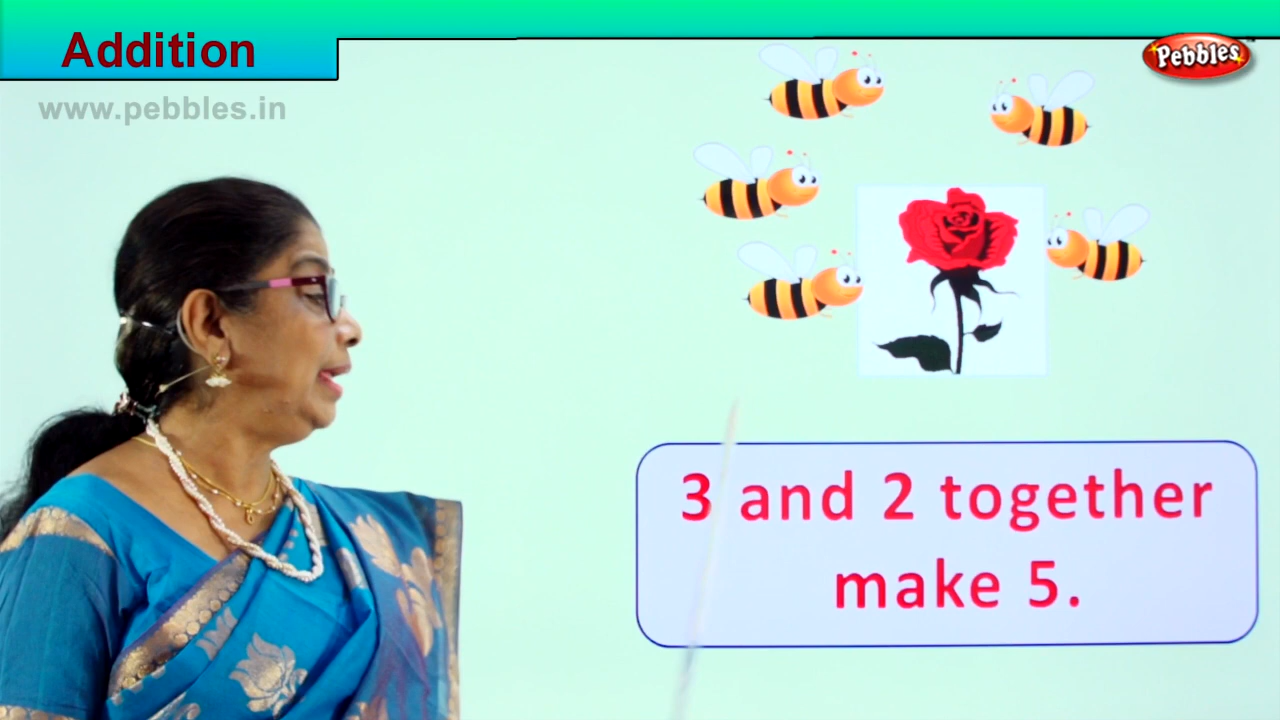 Addition
Pebbles
www.pebbles.in
3 and 2 together
make 5.